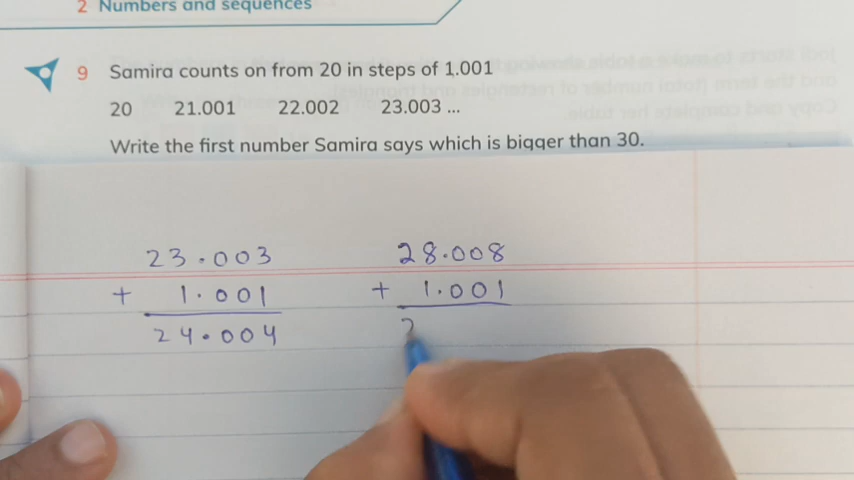 2 Numbers and sequences
9 Samira counts on from 20 in steps of 1.001
20 21.001 22.002 23.003 ...
Write the first number Samira says which is bigger than 30.
23.003
+ 1.001
24.004
28.008
+ 1.001
2